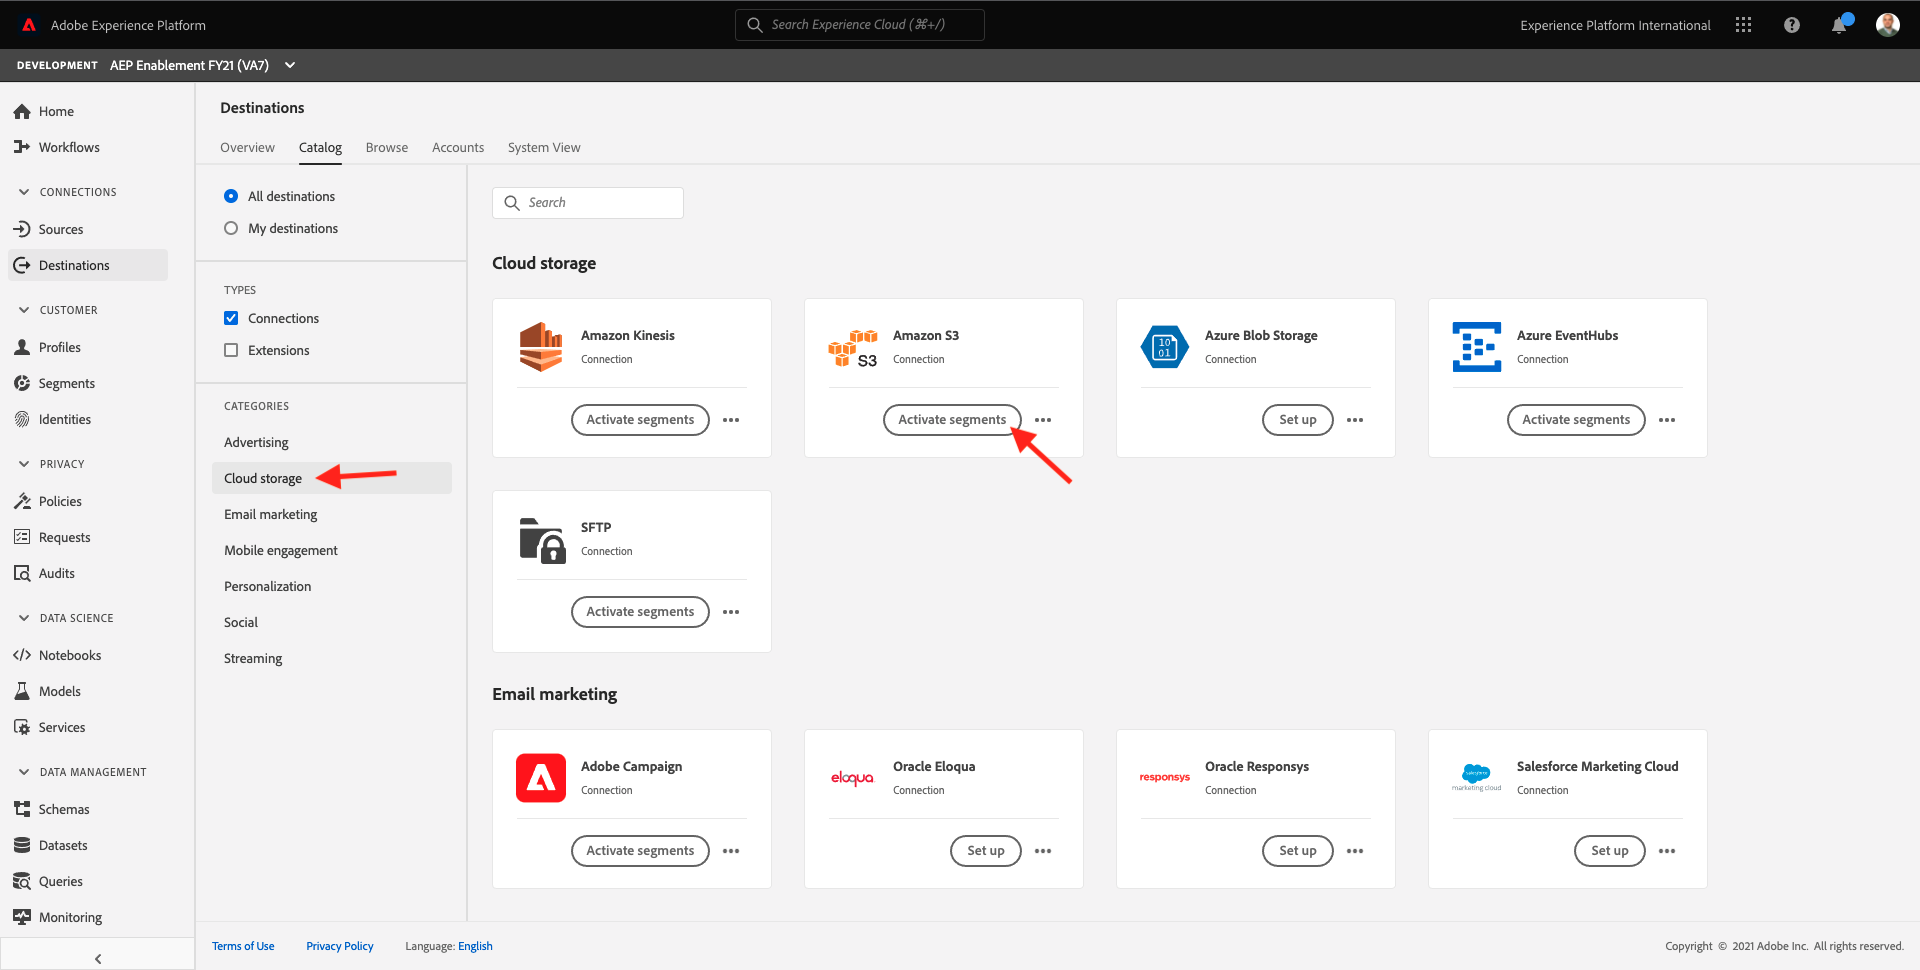 Adobe Experience Platform
Search Experience Cloud (⌘+/)
Experience Platform International
DEVELOPMENT AEP Enablement FY21 (VA7)
Home
Workflows
CONNECTIONS
Sources
Destinations
CUSTOMER
Profiles
Segments
Identities
PRIVACY
Policies
Requests
Audits
DATA SCIENCE
Notebooks
Models
Services
DATA MANAGEMENT
Schemas
Datasets
Queries
Monitoring
Destinations
Overview Catalog Browse Accounts System View
All destinations
My destinations
TYPES
Connections
Extensions
CATEGORIES
Advertising
Cloud storage
Email marketing
Mobile engagement
Personalization
Social
Streaming
Search
Cloud storage
Amazon Kinesis
Connection
Activate segments
S3
Amazon S3
Connection
Activate segments
10
01
Azure Blob Storage
Connection
Set up
Azure EventHubs
Connection
Activate segments
SFTP
Connection
Activate segments
Email marketing
Adobe Campaign
Connection
Activate segments
eloqua
Oracle Eloqua
Connection
Set up
responsys
Oracle Responsys
Connection
Set up
salesforce
marketing cloud
Salesforce Marketing Cloud
Connection
Set up
Terms of Use Privacy Policy Language: English
Copyright © 2021 Adobe Inc. All rights reserved.